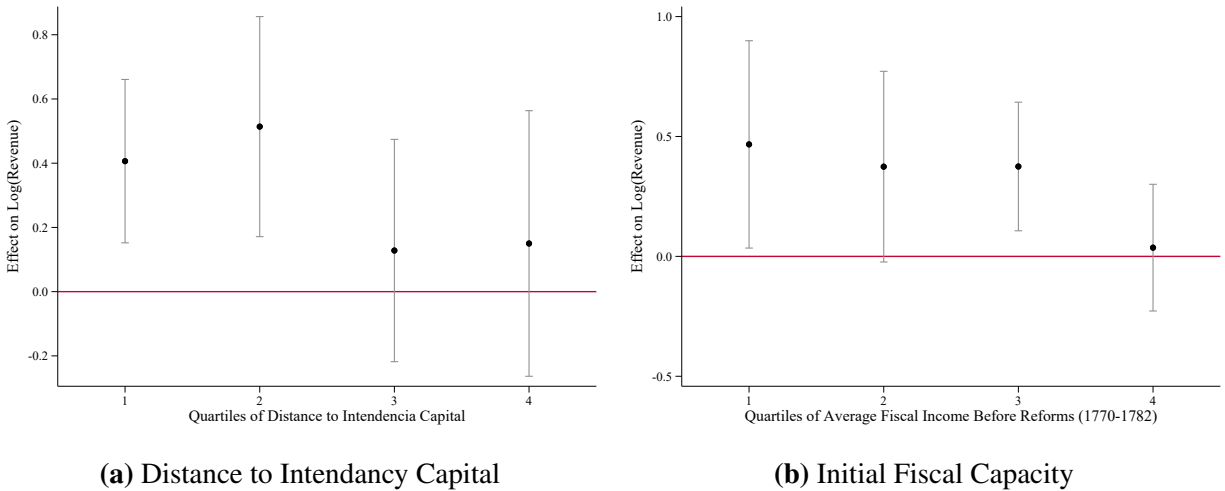 Effect on Log(Revenue)
0.8
0.6
0.4
0.2
0.0
-0.2
1 2 3 4
Quartiles of Distance to Intendencia Capital
(a) Distance to Intendancy Capital
Effect on Log(Revenue)
1.0
0.5
0.0
-0.5
1 2 3 4
Quartiles of Average Fiscal Income Before Reforms (1770-1782)
(b) Initial Fiscal Capacity